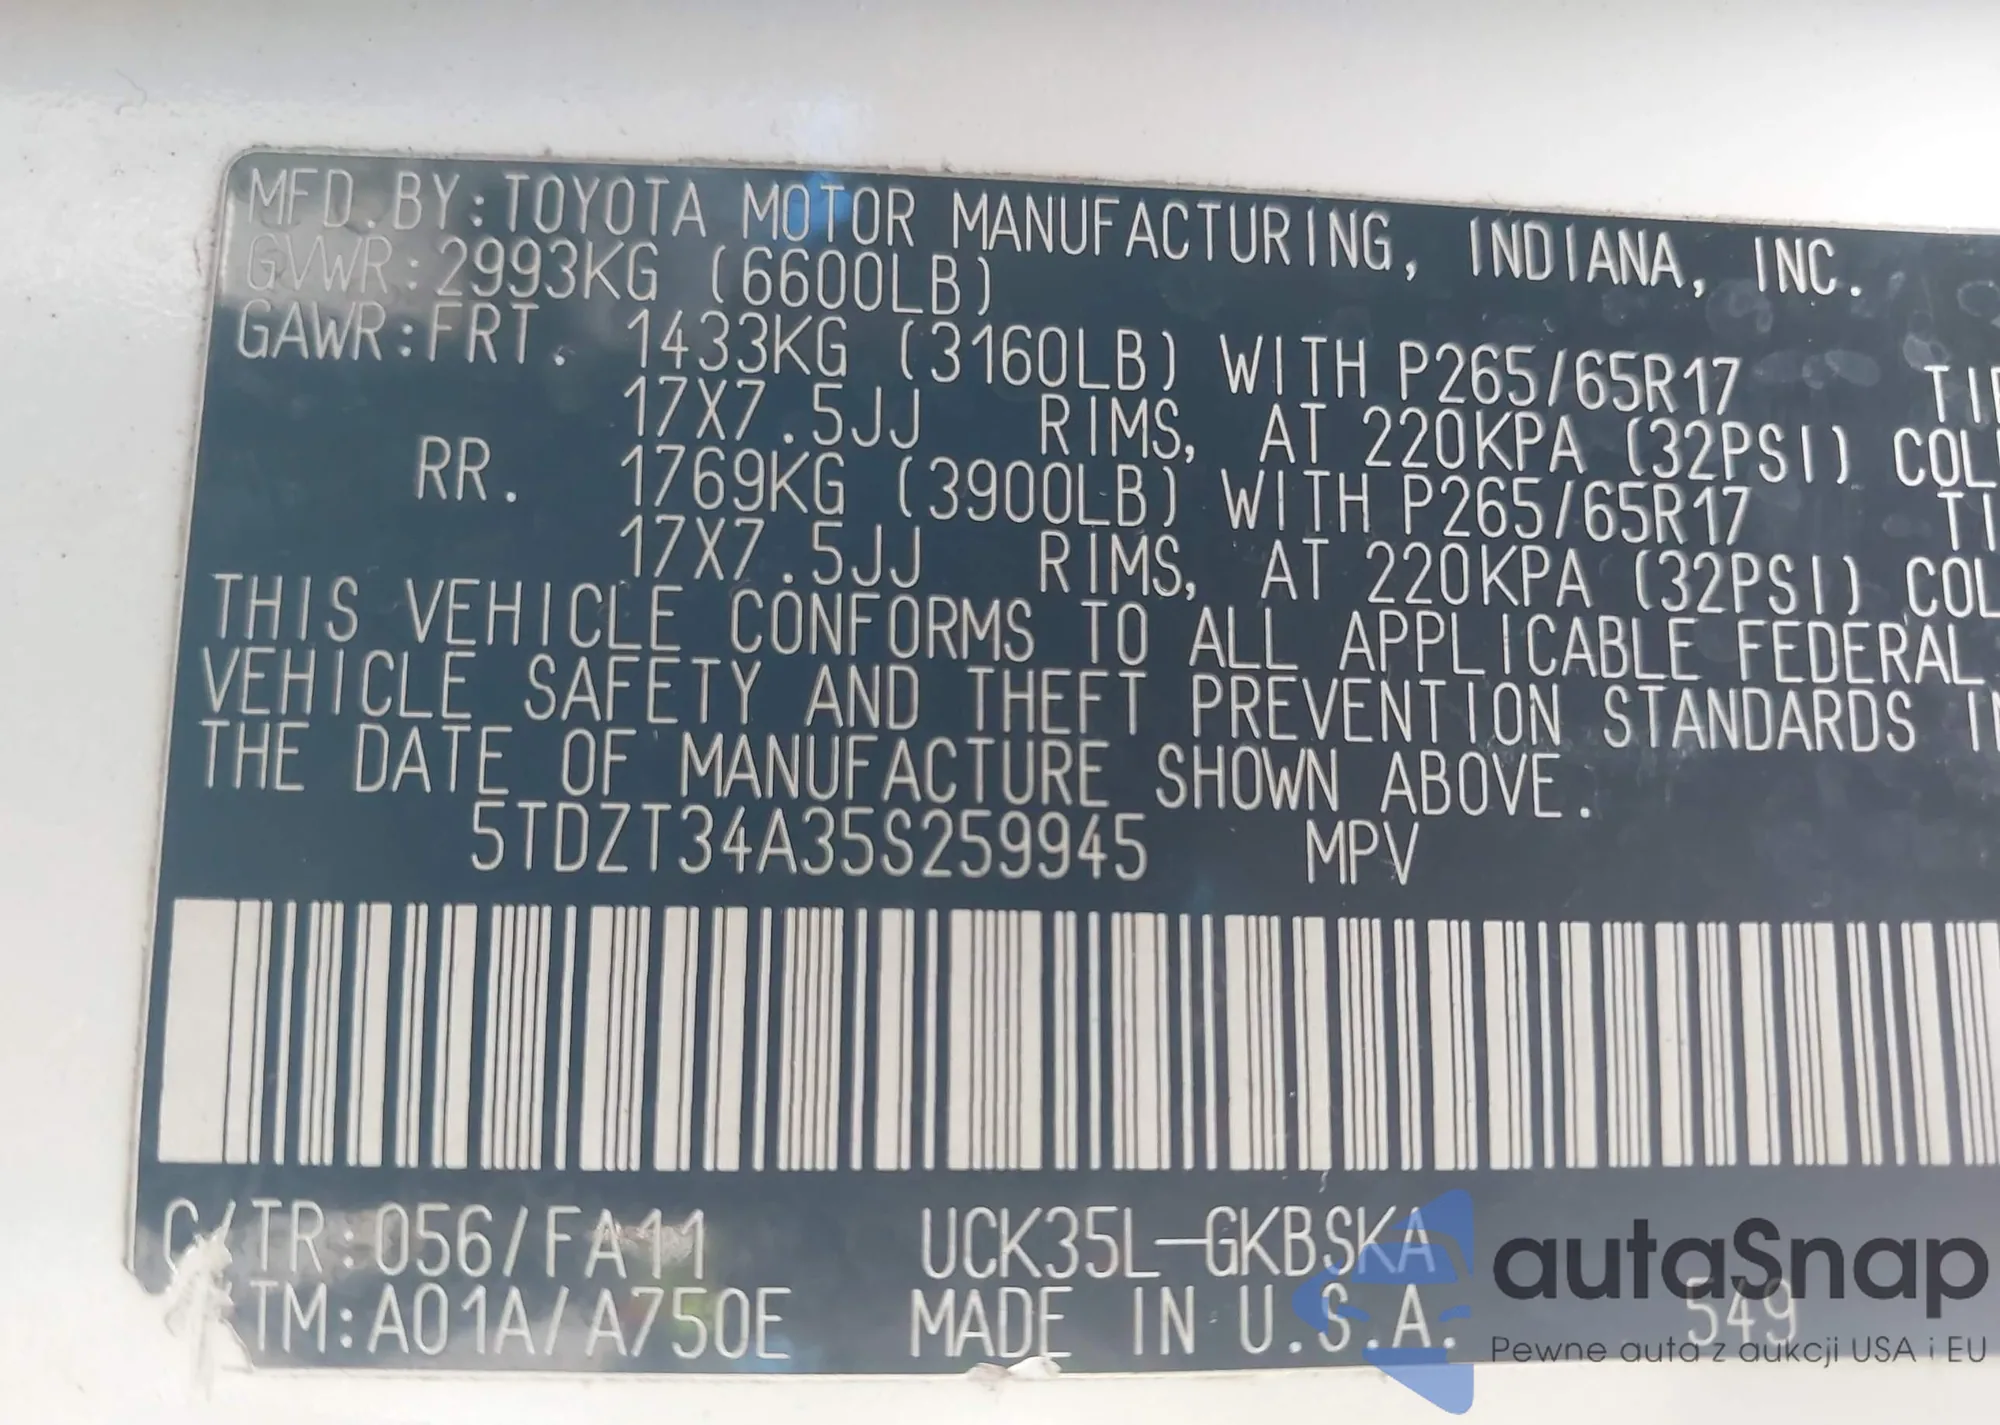 MFD.BY:TOYOTA MOTOR MANUFACTURING, INDIANA, INC.
GVWR:2993KG (6600LB)
GAWR:FRT. 1433KG (3160LB) WITH P265/65R17
17X7.5JJ RIMS, AT 220KPA (32PSI)
RR. 1769KG (3900LB) WITH P265/65R17
17X7.5JJ RIMS, AT 220KPA (32PSI)
THIS VEHICLE CONFORMS TO ALL APPLICABLE FEDERAL
VEHICLE SAFETY AND THEFT PREVENTION STANDARDS
THE DATE OF MANUFACTURE SHOWN ABOVE.
5TDZT34A35S259945 MPV
C/TR:056/FA11 UCK35L-GKBSKA
/TM:A01A/A750E MADE IN U.S.A. 549
autaSnap
Pewne auta z aukcji USA i EU